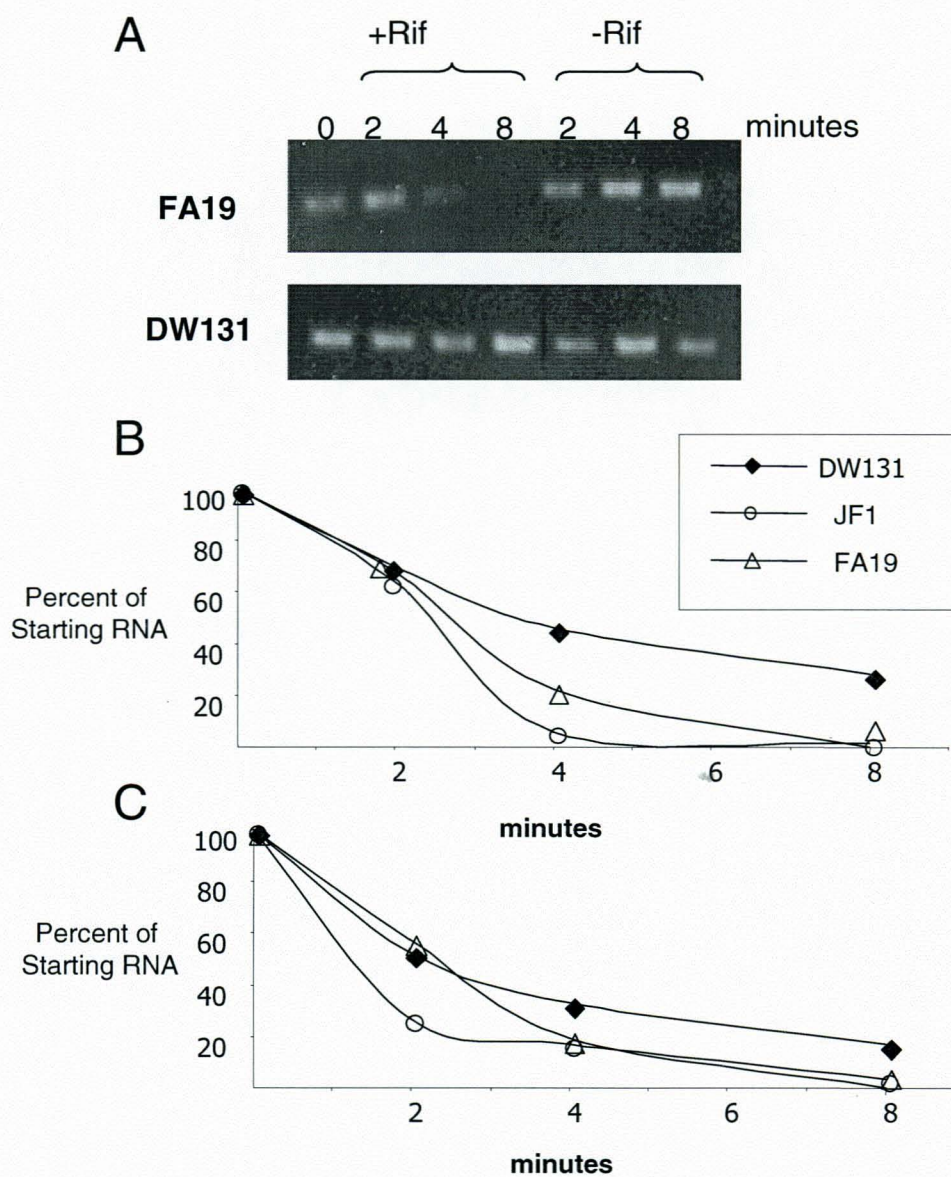 A
+Rif -Rif
0 2 4 8 2 4 8 minutes
FA19
DW131
B
DW131
JF1
FA19
100
80
60
40
20
Percent of
Starting RNA
2 4 6 8
minutes
C
100
80
60
40
20
Percent of
Starting RNA
2 4 6 8
minutes